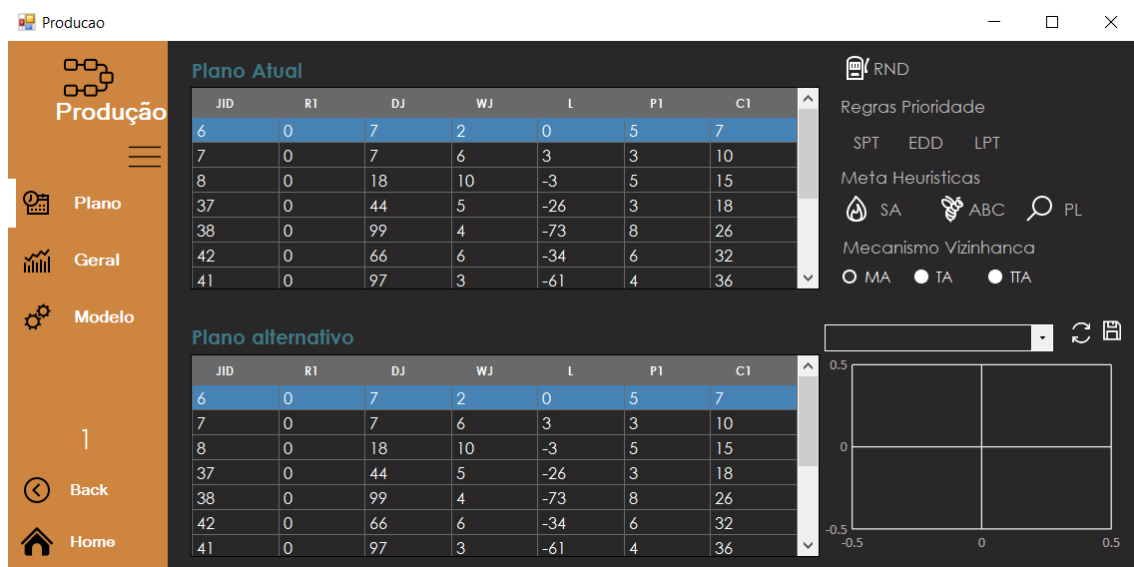 Producao
Produção
Plano
Geral
Modelo
1
Back
Home
Plano Atual
JID R1 DJ WJ L P1 C1
6 0 7 2 0 5 7
7 0 7 6 3 3 10
8 0 18 10 -3 5 15
37 0 44 5 -26 3 18
38 0 99 4 -73 8 26
42 0 66 6 -34 6 32
41 0 97 3 -61 4 36
Plano alternativo
JID R1 DJ WJ L P1 C1
6 0 7 2 0 5 7
7 0 7 6 3 3 10
8 0 18 10 -3 5 15
37 0 44 5 -26 3 18
38 0 99 4 -73 8 26
42 0 66 6 -34 6 32
41 0 97 3 -61 4 36
RND
Regras Prioridade
SPT EDD LPT
Meta Heuristicas
SA ABC PL
Mecanismo Vizinhanca
MA TA TTA
0.5
0
-0.5
-0.5 0 0.5